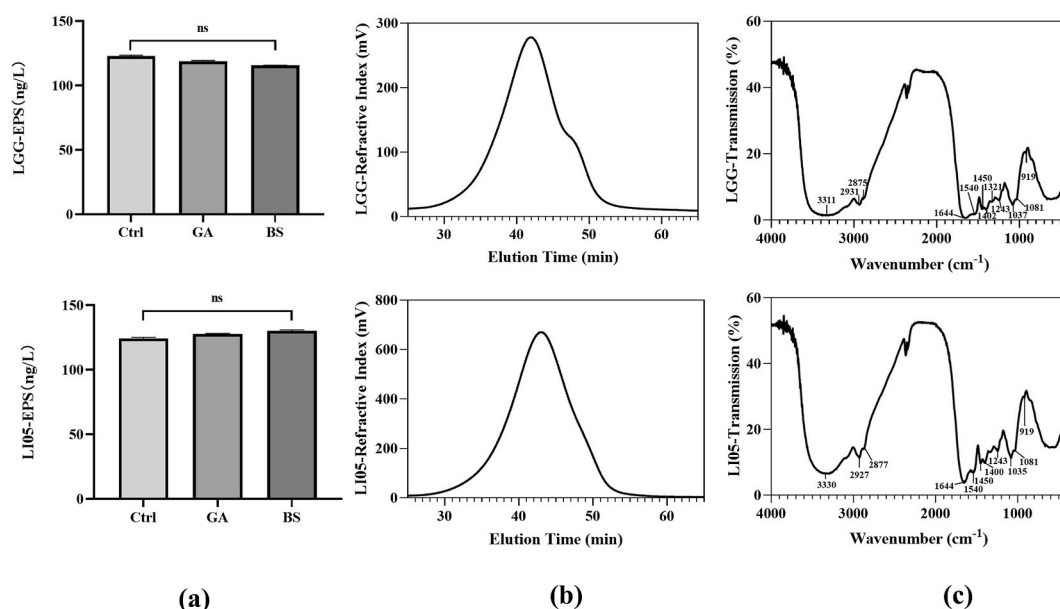 LGG-EPS(ng/L)
150
100
50
0
ns
Ctrl GA BS
LGG-Refractive Index (mV)
300
200
100
0
30 40 50 60
Elution Time (min)
LGG-Transmission (%)
60
40
20
0
3311
2931
2875
1644
1540
1450
1402
1321
1243
1037
1081
919
4000 3000 2000 1000
Wavenumber (cm⁻¹)
LI05-EPS(ng/L)
150
100
50
0
ns
Ctrl GA BS
LI05-Refractive Index (mV)
800
600
400
200
0
30 40 50 60
Elution Time (min)
LI05-Transmission (%)
60
40
20
0
3330
2927
2877
1644
1540
1450
1400
1243
1035
1081
919
4000 3000 2000 1000
Wavenumber (cm⁻¹)
(a) (b) (c)